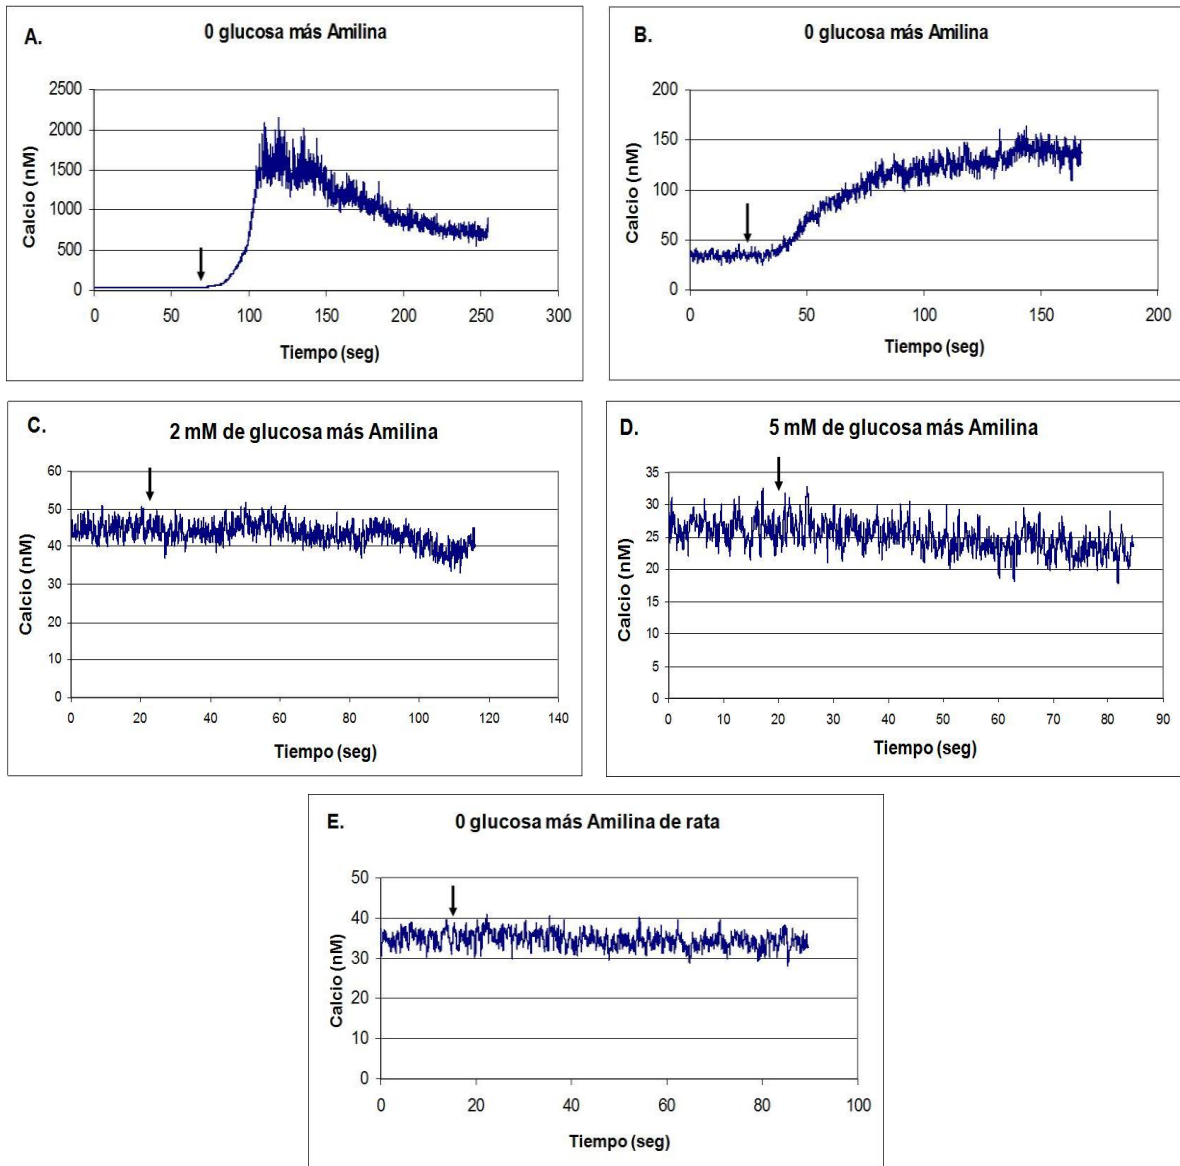 A.
0 glucosa más Amilina
Calcio (nM)
2500
2000
1500
1000
500
0
0 50 100 150 200 250 300
Tiempo (seg)
B.
0 glucosa más Amilina
Calcio (nM)
200
150
100
50
0
0 50 100 150 200
Tiempo (seg)
C.
2 mM de glucosa más Amilina
Calcio (nM)
60
50
40
30
20
10
0
0 20 40 60 80 100 120 140
Tiempo (seg)
D.
5 mM de glucosa más Amilina
Calcio (nM)
35
30
25
20
15
10
5
0
0 10 20 30 40 50 60 70 80 90
Tiempo (seg)
E.
0 glucosa más Amilina de rata
Calcio (nM)
50
40
30
20
10
0
0 20 40 60 80 100
Tiempo (seg)